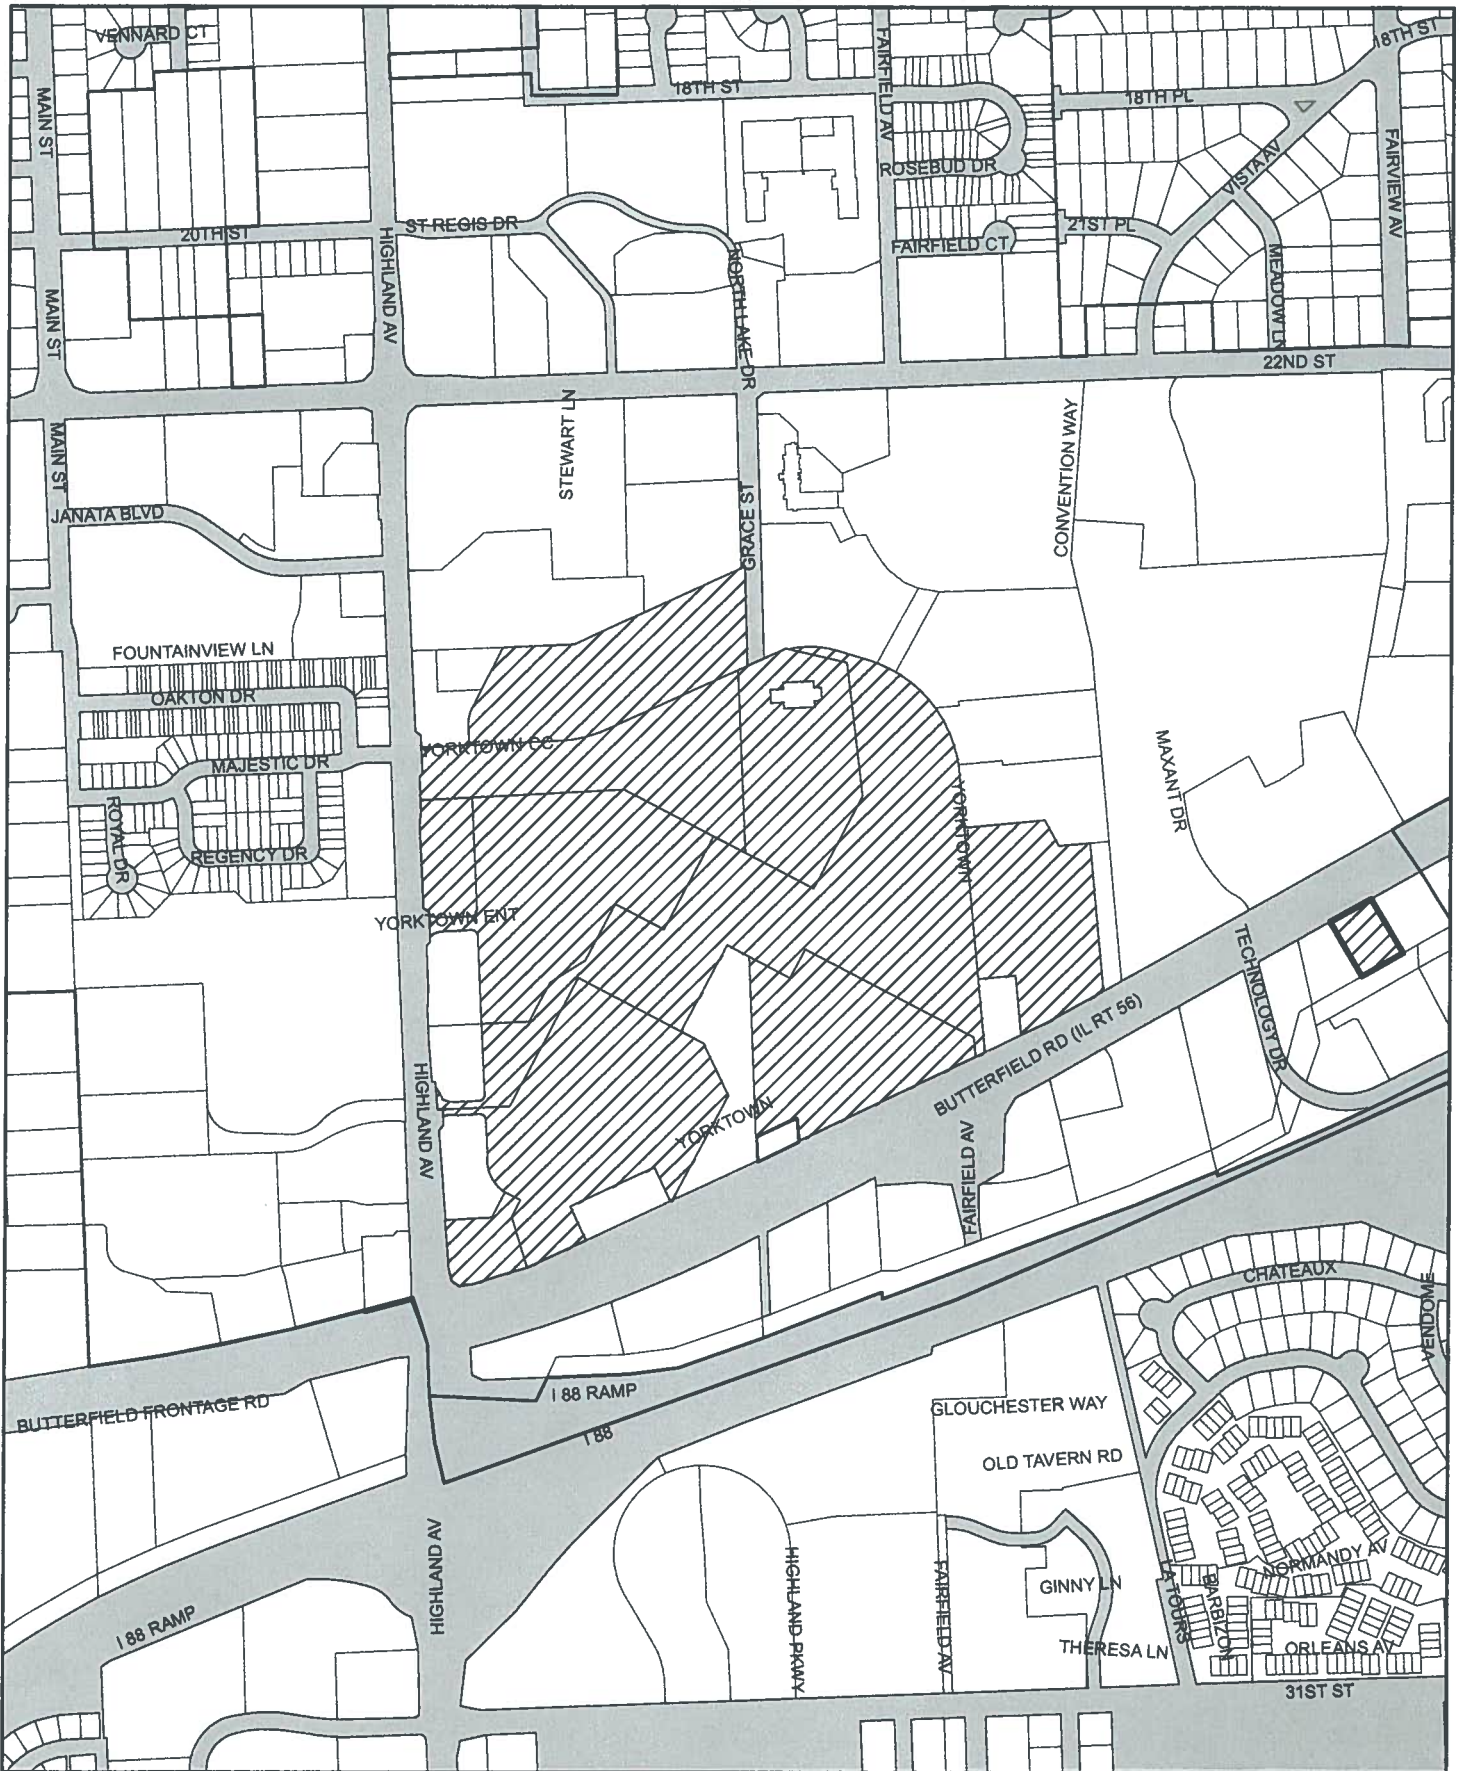 VENNARD CT
18TH ST
MAIN ST
FAIRFIELD AV
18TH ST
18TH PL
ROSEBUD DR
VISTA AV
FAIRVIEW AV
20TH ST
ST REGIS DR
FAIRFIELD CT
21ST PL
HIGHLAND AV
NORTH LAKE DR
MEADOW LN
MAIN ST
22ND ST
STEWART LN
CONVENTION WAY
MAIN ST
JANATA BLVD
GRACE ST
FOUNTAINVIEW LN
OAKTON DR
YORKTOWN CC
MAJESTIC DR
MAXANT DR
ROYAL DR
YORKTOWN
REGENCY DR
YORKTOWN ENT
TECHNOLOGY DR
BUTTERFIELD RD (IL RT 56)
HIGHLAND AV
YORKTOWN
FAIRFIELD AV
CHATEAUX
VENDOME
I 88 RAMP
BUTTERFIELD FRONTAGE RD
GLOUCHESTER WAY
I 88
OLD TAVERN RD
HIGHLAND AV
HIGHLAND PKWY
FAIRFIELD AV
NORMANDY AV
GINNY LN
LA TOURS
BARBIZON
I 88 RAMP
THERESA LN
ORLEANS AV
31ST ST